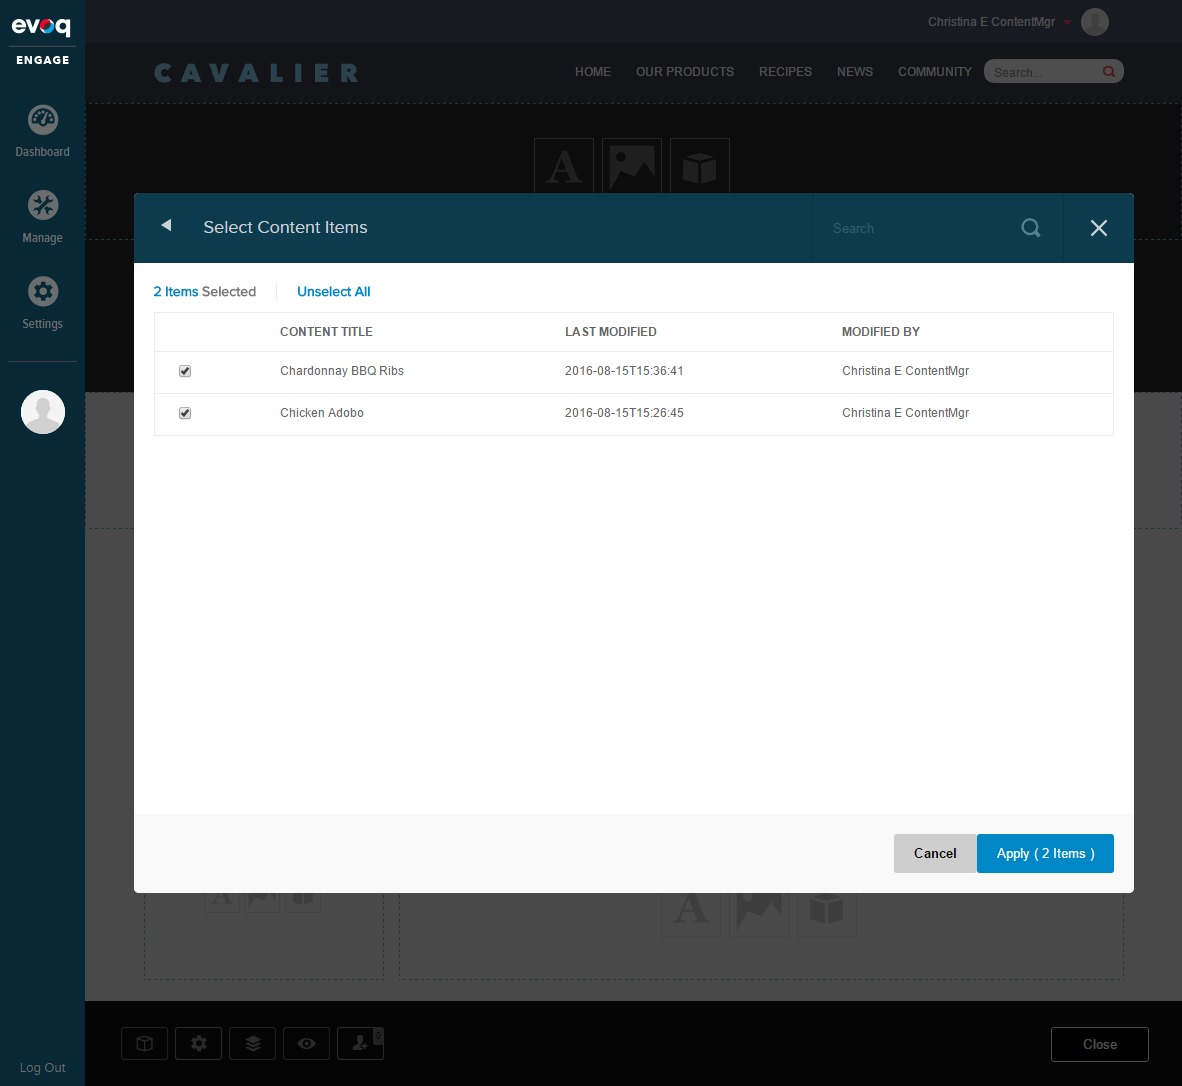 evoq
ENGAGE
Christina E ContentMgr
CAVALIER
HOME OUR PRODUCTS RECIPES NEWS COMMUNITY Search...
Dashboard
Manage
Settings
A
Select Content Items Search
2 Items Selected Unselect All
CONTENT TITLE LAST MODIFIED MODIFIED BY
Chardonnay BBQ Ribs 2016-08-15T15:36:41 Christina E ContentMgr
Chicken Adobo 2016-08-15T15:26:45 Christina E ContentMgr
Cancel Apply ( 2 Items )
A A
Close
Log Out